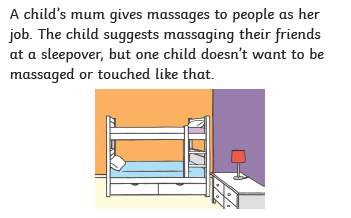 A child's mum gives massages to people as her
job. The child suggests massaging their friends
at a sleepover, but one child doesn't want to be
massaged or touched like that.